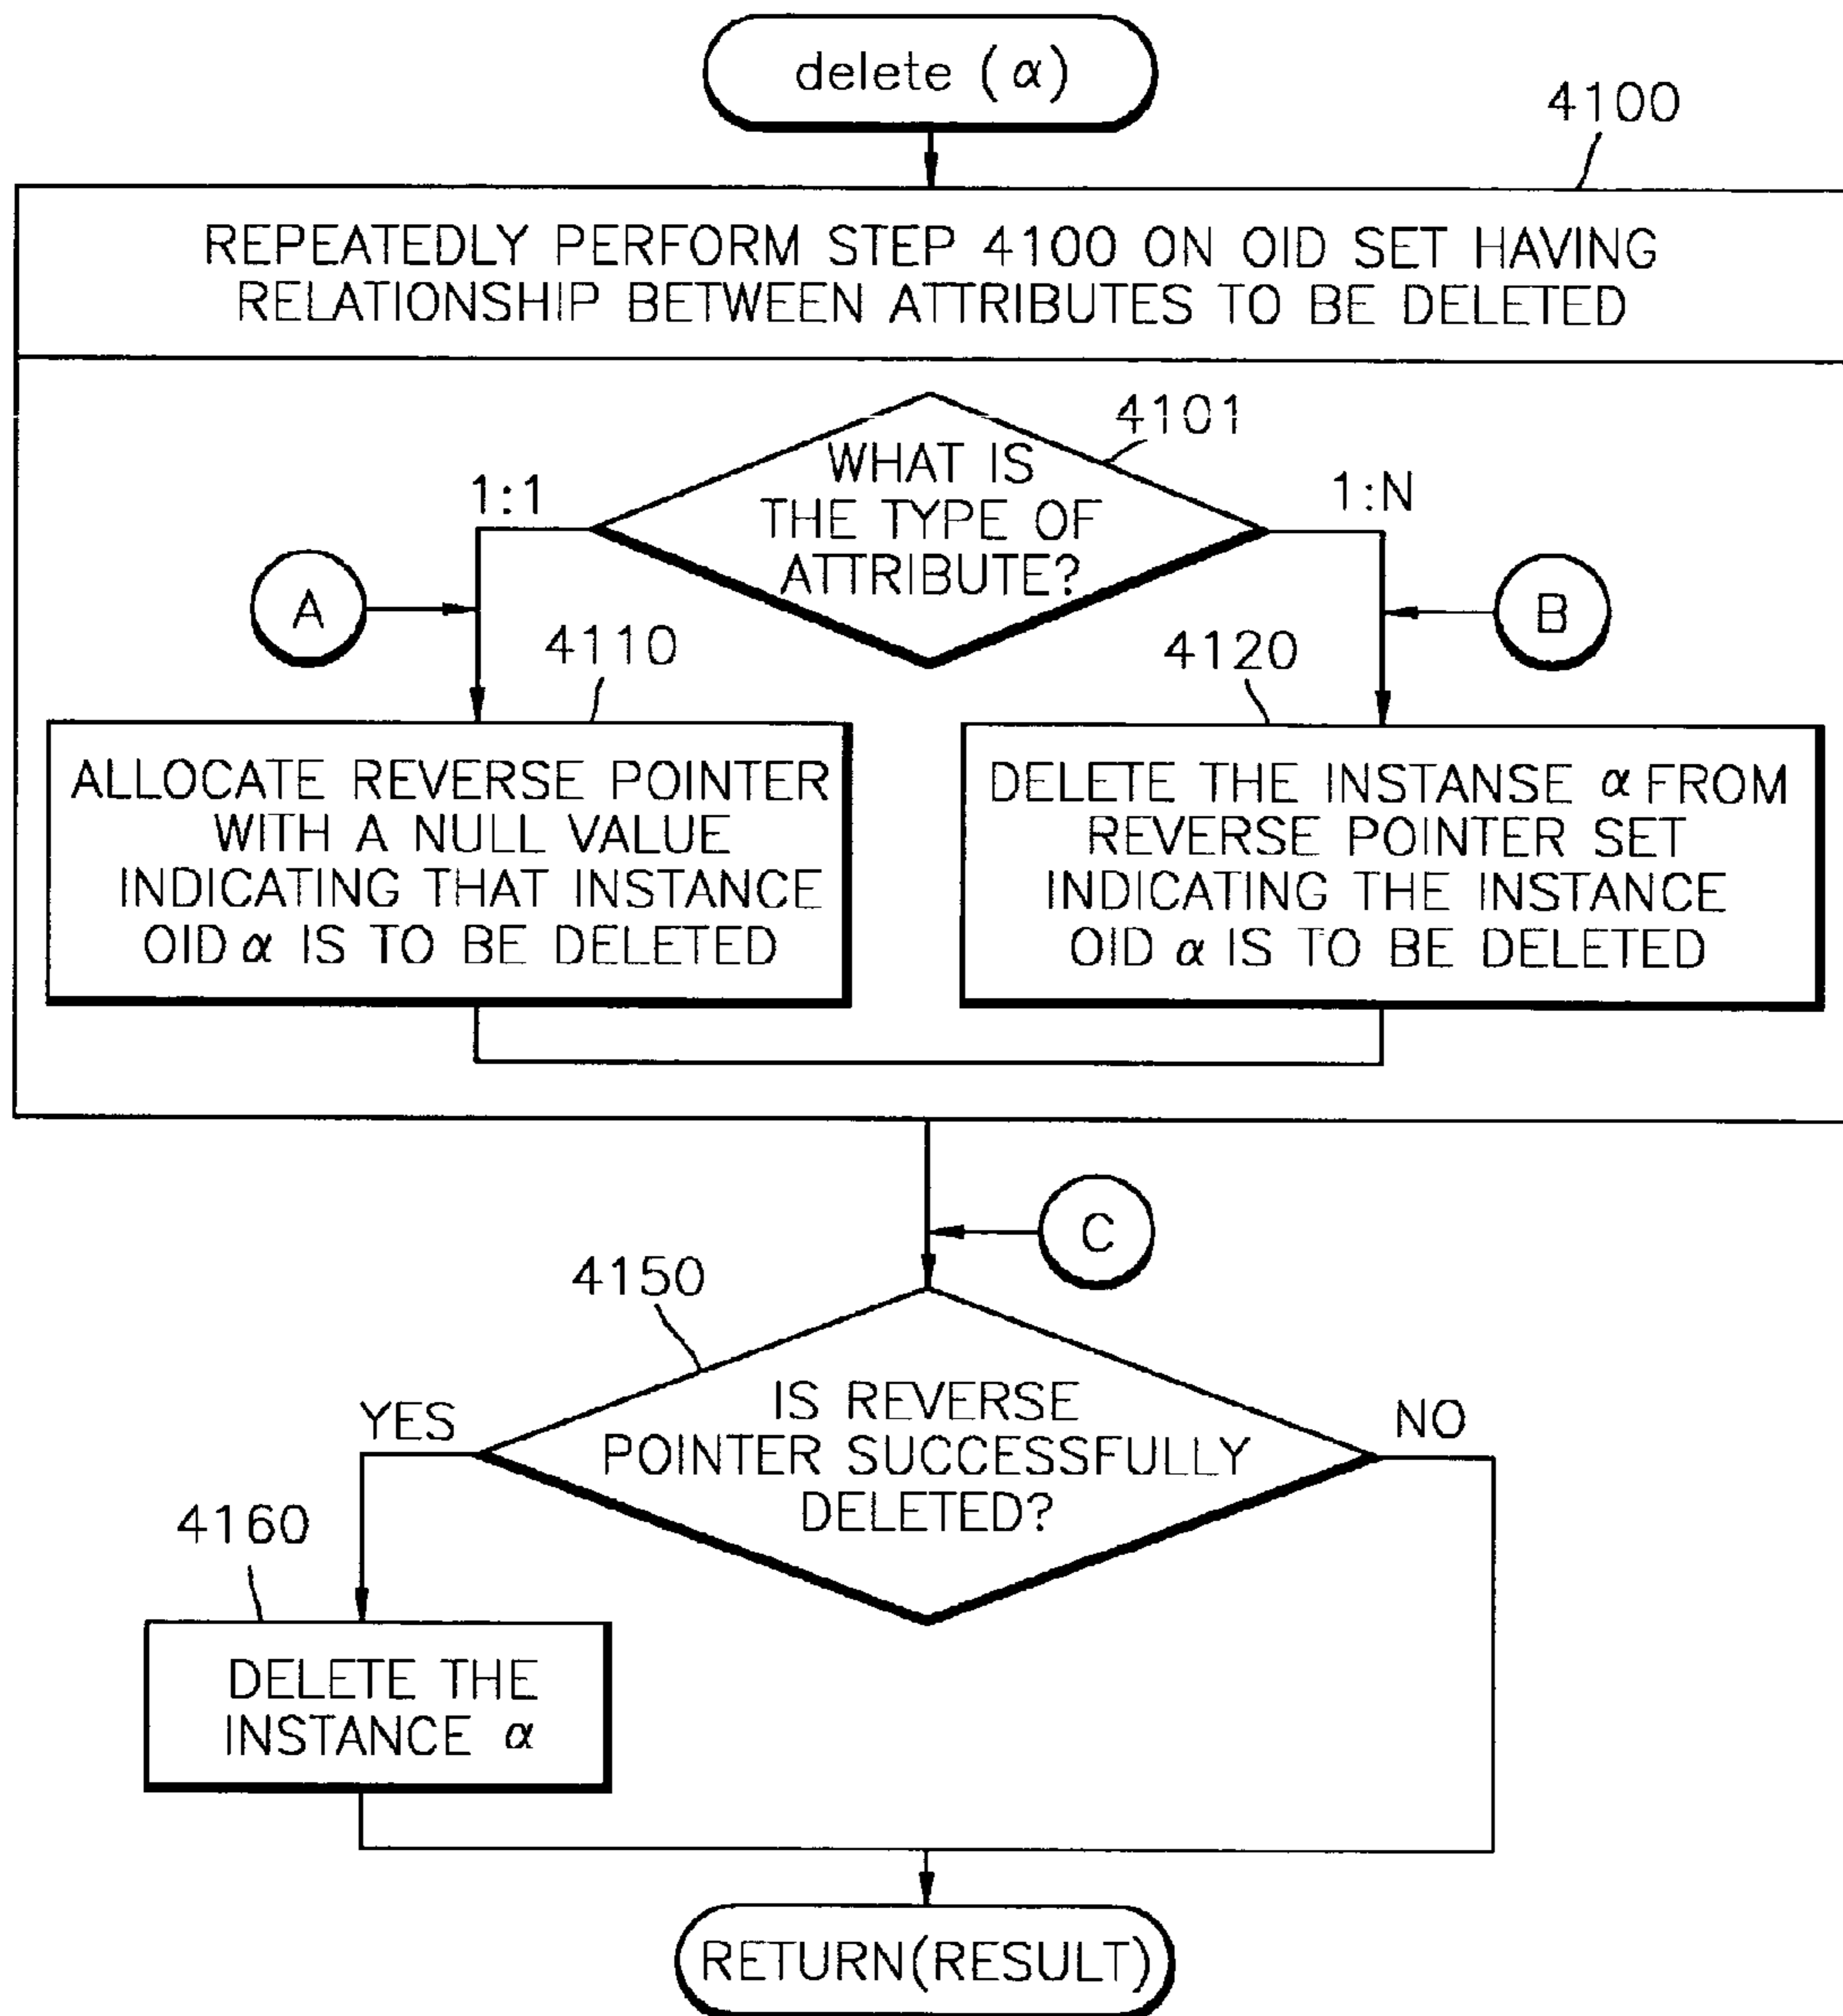 delete (α)
4100
REPEATEDLY PERFORM STEP 4100 ON OID SET HAVING
RELATIONSHIP BETWEEN ATTRIBUTES TO BE DELETED
4101
WHAT IS
THE TYPE OF
ATTRIBUTE?
1:1
1:N
A
B
4110
ALLOCATE REVERSE POINTER
WITH A NULL VALUE
INDICATING THAT INSTANCE
OID α IS TO BE DELETED
4120
DELETE THE INSTANSE α FROM
REVERSE POINTER SET
INDICATING THE INSTANCE
OID α IS TO BE DELETED
C
4150
IS REVERSE
POINTER SUCCESSFULLY
DELETED?
YES
NO
4160
DELETE THE
INSTANCE α
RETURN(RESULT)